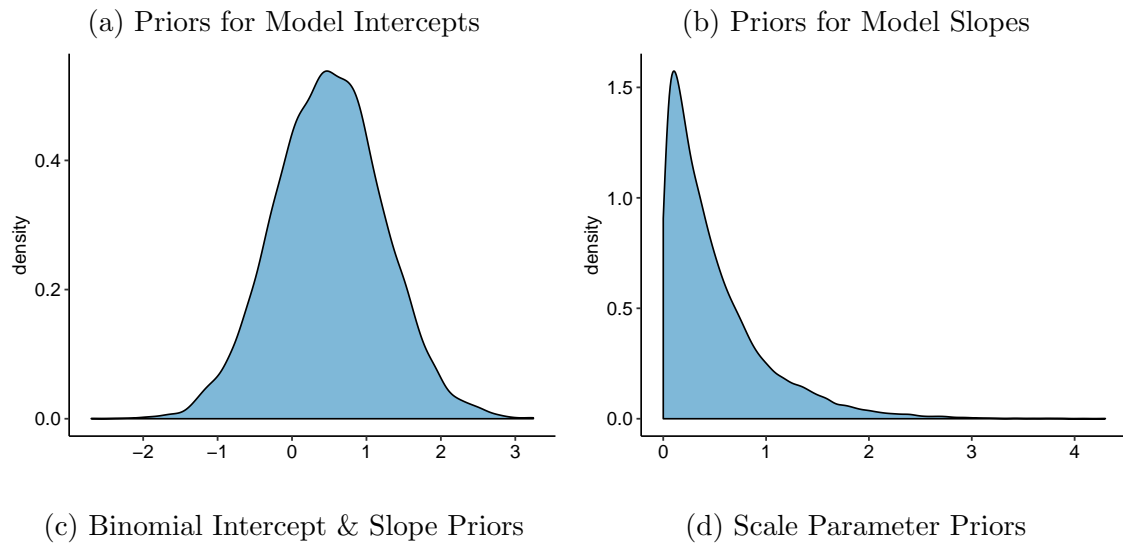 (a) Priors for Model Intercepts
(b) Priors for Model Slopes
density
0.4
0.2
0.0
−2 −1 0 1 2 3
density
1.5
1.0
0.5
0.0
0 1 2 3 4
(c) Binomial Intercept & Slope Priors
(d) Scale Parameter Priors